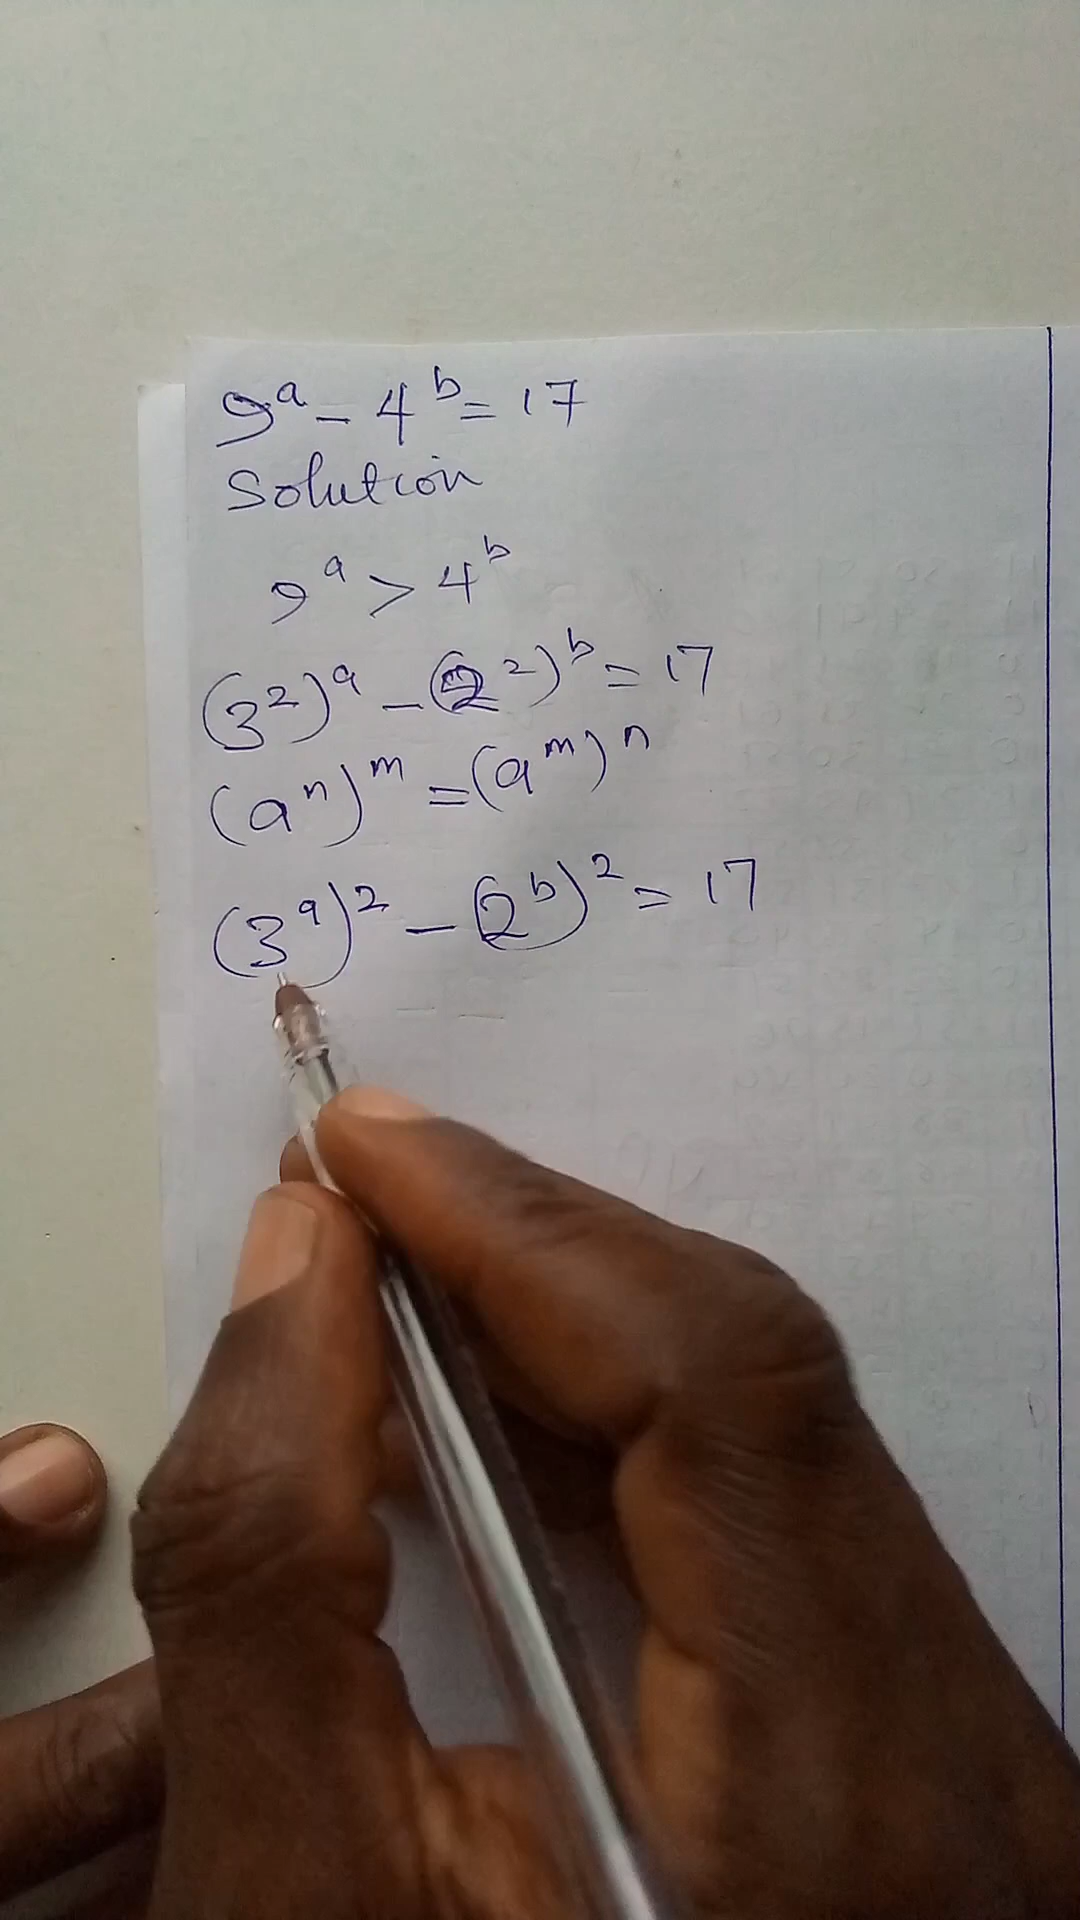 9^a - 4^b = 17
Solution
9^a > 4^b
(3^2)^a - (2^2)^b = 17
(a^n)^m = (a^m)^n
(3^a)^2 - (2^b)^2 = 17